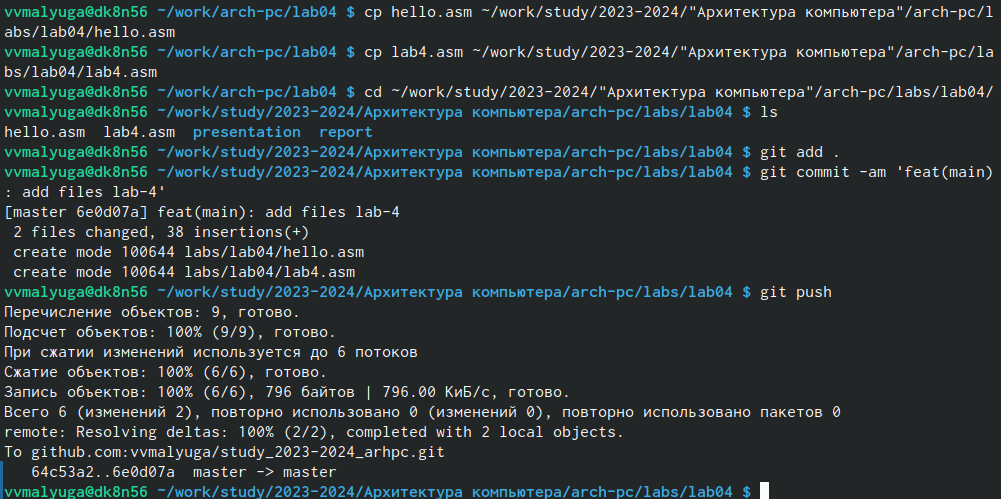 vvmalyuga@dk8n56 ~/work/arch-pc/lab04 $ cp hello.asm ~/work/study/2023-2024/"Архитектура компьютера"/arch-pc/l
abs/lab04/hello.asm
vvmalyuga@dk8n56 ~/work/arch-pc/lab04 $ cp lab4.asm ~/work/study/2023-2024/"Архитектура компьютера"/arch-pc/la
bs/lab04/lab4.asm
vvmalyuga@dk8n56 ~/work/arch-pc/lab04 $ cd ~/work/study/2023-2024/"Архитектура компьютера"/arch-pc/labs/lab04/
vvmalyuga@dk8n56 ~/work/study/2023-2024/Архитектура компьютера/arch-pc/labs/lab04 $ ls
hello.asm  lab4.asm  presentation  report
vvmalyuga@dk8n56 ~/work/study/2023-2024/Архитектура компьютера/arch-pc/labs/lab04 $ git add .
vvmalyuga@dk8n56 ~/work/study/2023-2024/Архитектура компьютера/arch-pc/labs/lab04 $ git commit -am 'feat(main)
: add files lab-4'
[master 6e0d07a] feat(main): add files lab-4
 2 files changed, 38 insertions(+)
 create mode 100644 labs/lab04/hello.asm
 create mode 100644 labs/lab04/lab4.asm
vvmalyuga@dk8n56 ~/work/study/2023-2024/Архитектура компьютера/arch-pc/labs/lab04 $ git push
Перечисление объектов: 9, готово.
Подсчет объектов: 100% (9/9), готово.
При сжатии изменений используется до 6 потоков
Сжатие объектов: 100% (6/6), готово.
Запись объектов: 100% (6/6), 796 байтов | 796.00 КиБ/с, готово.
Всего 6 (изменений 2), повторно использовано 0 (изменений 0), повторно использовано пакетов 0
remote: Resolving deltas: 100% (2/2), completed with 2 local objects.
To github.com:vvmalyuga/study_2023-2024_arhpc.git
   64c53a2..6e0d07a  master -> master
vvmalyuga@dk8n56 ~/work/study/2023-2024/Архитектура компьютера/arch-pc/labs/lab04 $